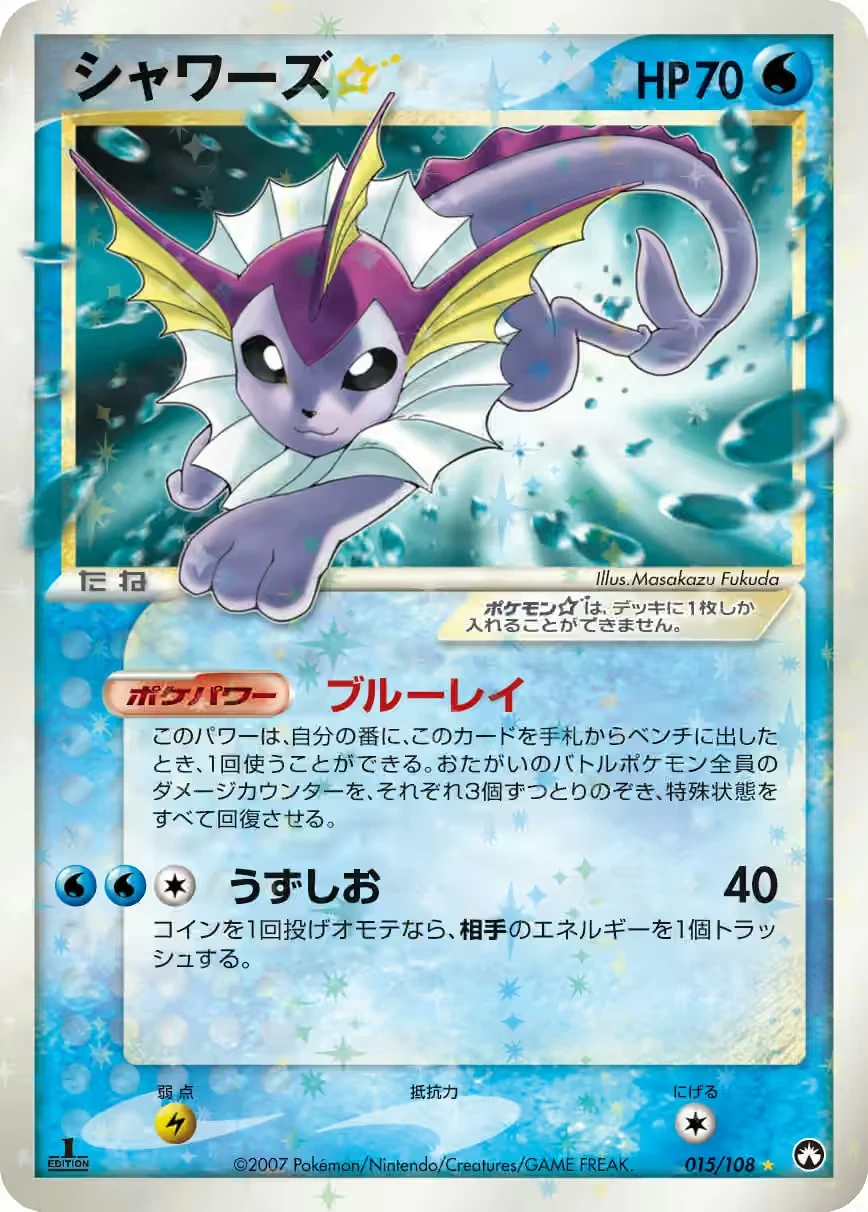 シャワーズ☆
HP70
たね
Illus.Masakazu Fukuda
ポケモン☆は、デッキに1枚しか
入れることができません。
ポケパワー ブルーレイ
このパワーは、自分の番に、このカードを手札からベンチに出した
とき、1回使うことができる。おたがいのバトルポケモン全員の
ダメージカウンターを、それぞれ3個ずつとりのぞき、特殊状態を
すべて回復させる。
うずしお 40
コインを1回投げオモテなら、相手のエネルギーを1個トラッ
シュする。
弱点 抵抗力 にげる
1 EDITION
©2007 Pokémon/Nintendo/Creatures/GAME FREAK.
015/108 ★